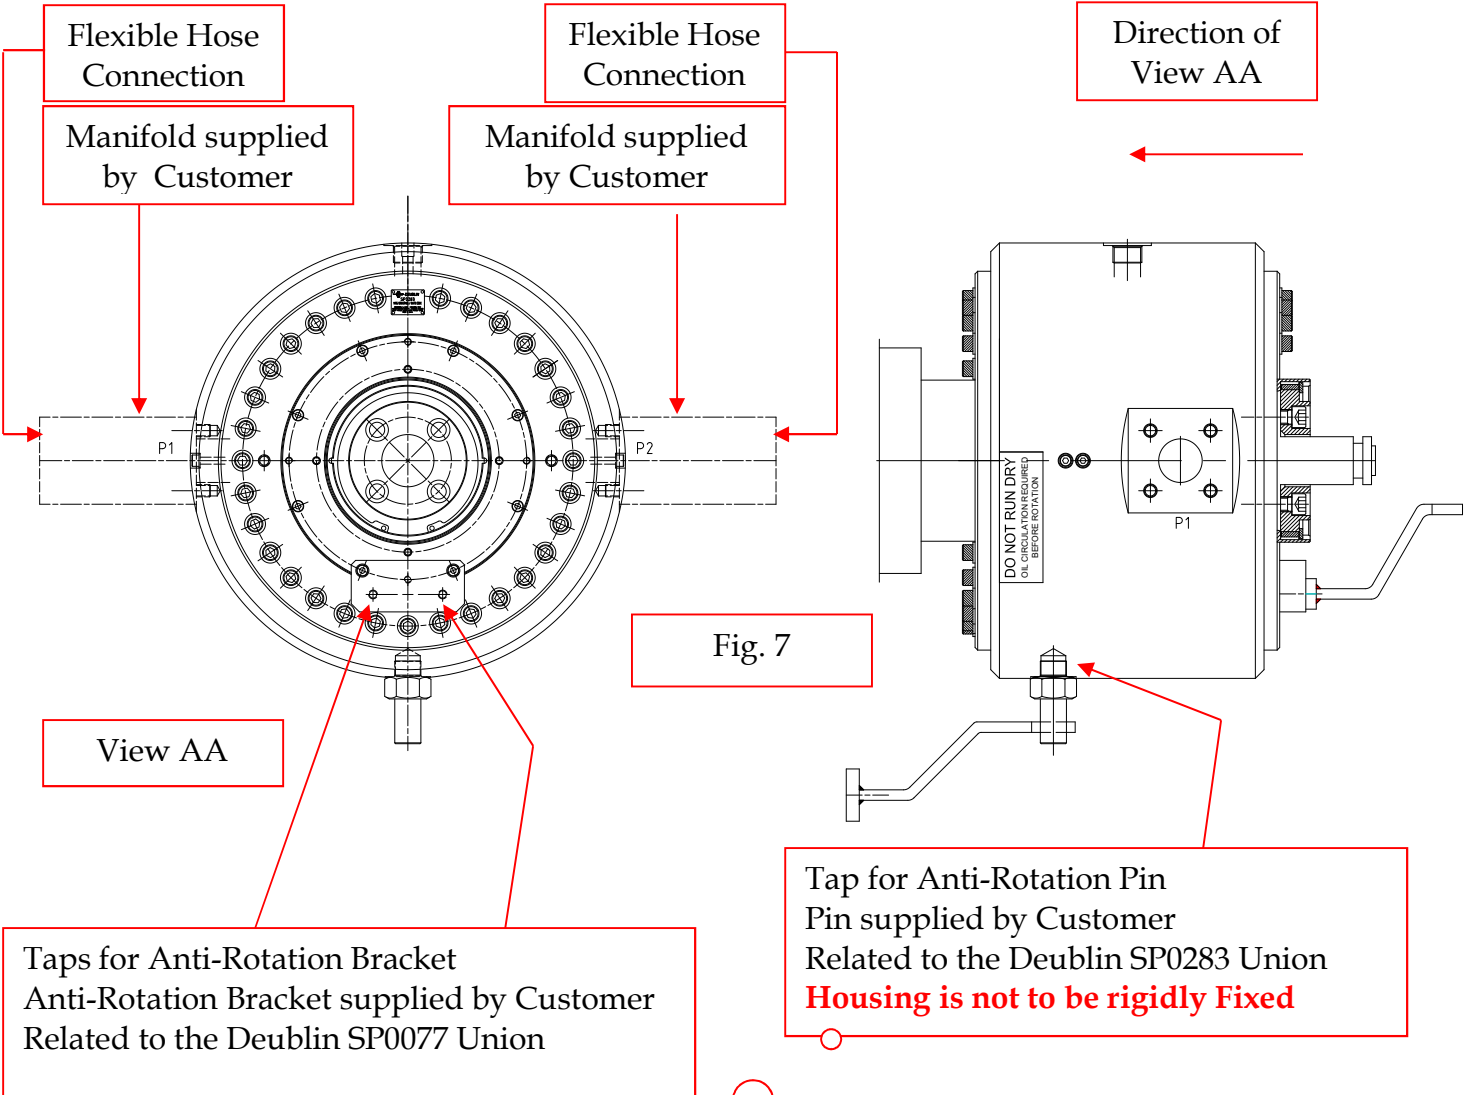 Flexible Hose
Connection
Flexible Hose
Connection
Direction of
View AA
Manifold supplied
by Customer
Manifold supplied
by Customer
P1
P2
DO NOT RUN DRY
OIL CIRCULATION REQUIRED
BEFORE ROTATION
P1
Fig. 7
View AA
Tap for Anti-Rotation Pin
Pin supplied by Customer
Related to the Deublin SP0283 Union
Housing is not to be rigidly Fixed
Taps for Anti-Rotation Bracket
Anti-Rotation Bracket supplied by Customer
Related to the Deublin SP0077 Union